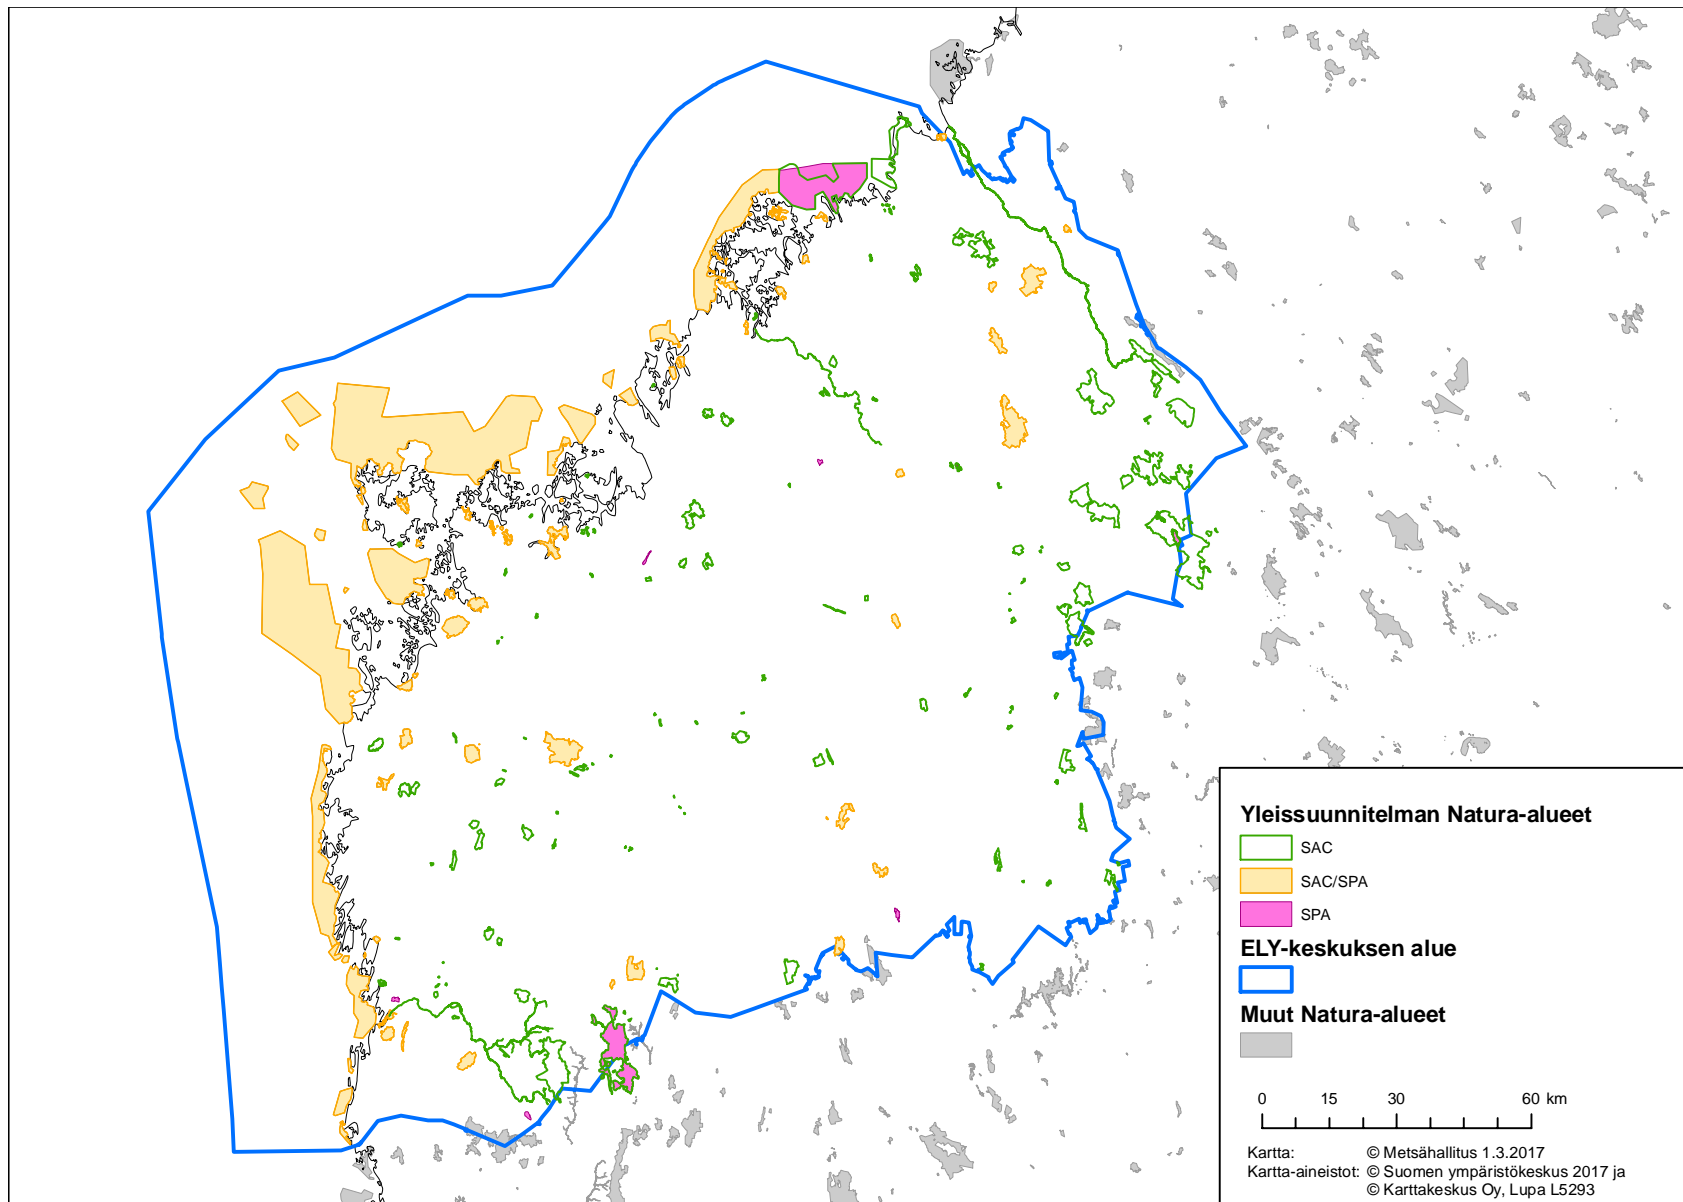 Yleissuunnitelman Natura-alueet
SAC
SAC/SPA
SPA
ELY-keskuksen alue
Muut Natura-alueet
0 15 30 60 km
Kartta: © Metsähallitus 1.3.2017
Kartta-aineistot: © Suomen ympäristökeskus 2017 ja
© Karttakeskus Oy, Lupa L5293